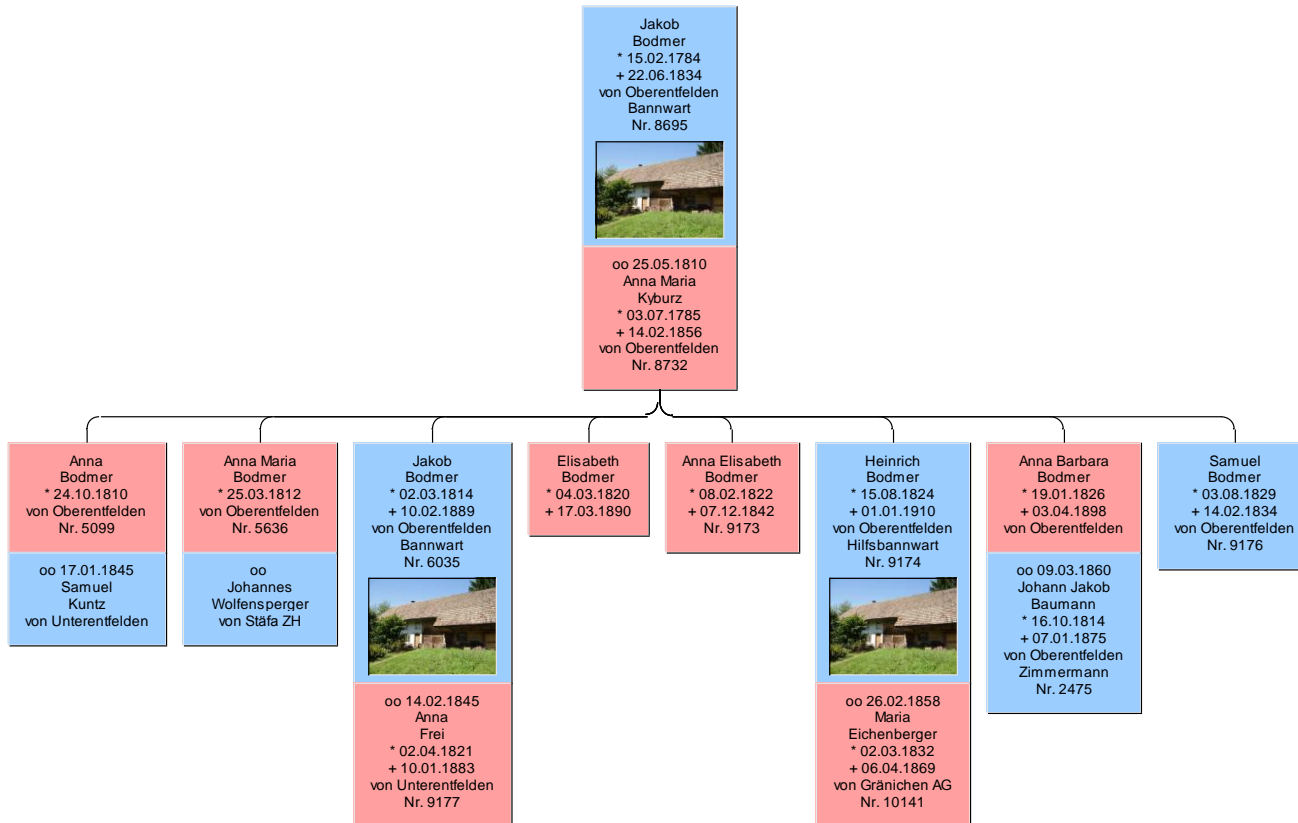 Jakob
Bodmer
* 15.02.1784
+ 22.06.1834
von Oberentfelden
Bannwart
Nr. 8695
oo 25.05.1810
Anna Maria
Kyburz
* 03.07.1785
+ 14.02.1856
von Oberentfelden
Nr. 8732
Anna
Bodmer
* 24.10.1810
von Oberentfelden
Nr. 5099
oo 17.01.1845
Samuel
Kuntz
von Unterentfelden
Anna Maria
Bodmer
* 25.03.1812
von Oberentfelden
Nr. 5636
oo
Johannes
Wolfensperger
von Stäfa ZH
Jakob
Bodmer
* 02.03.1814
+ 10.02.1889
von Oberentfelden
Bannwart
Nr. 6035
oo 14.02.1845
Anna
Frei
* 02.04.1821
+ 10.01.1883
von Unterentfelden
Nr. 9177
Elisabeth
Bodmer
* 04.03.1820
+ 17.03.1890
Anna Elisabeth
Bodmer
* 08.02.1822
+ 07.12.1842
Nr. 9173
Heinrich
Bodmer
* 15.08.1824
+ 01.01.1910
von Oberentfelden
Hilfsbannwart
Nr. 9174
oo 26.02.1858
Maria
Eichenberger
* 02.03.1832
+ 06.04.1869
von Gränichen AG
Nr. 10141
Anna Barbara
Bodmer
* 19.01.1826
+ 03.04.1898
von Oberentfelden
oo 09.03.1860
Johann Jakob
Baumann
* 16.10.1814
+ 07.01.1875
von Oberentfelden
Zimmermann
Nr. 2475
Samuel
Bodmer
* 03.08.1829
+ 14.02.1834
von Oberentfelden
Nr. 9176